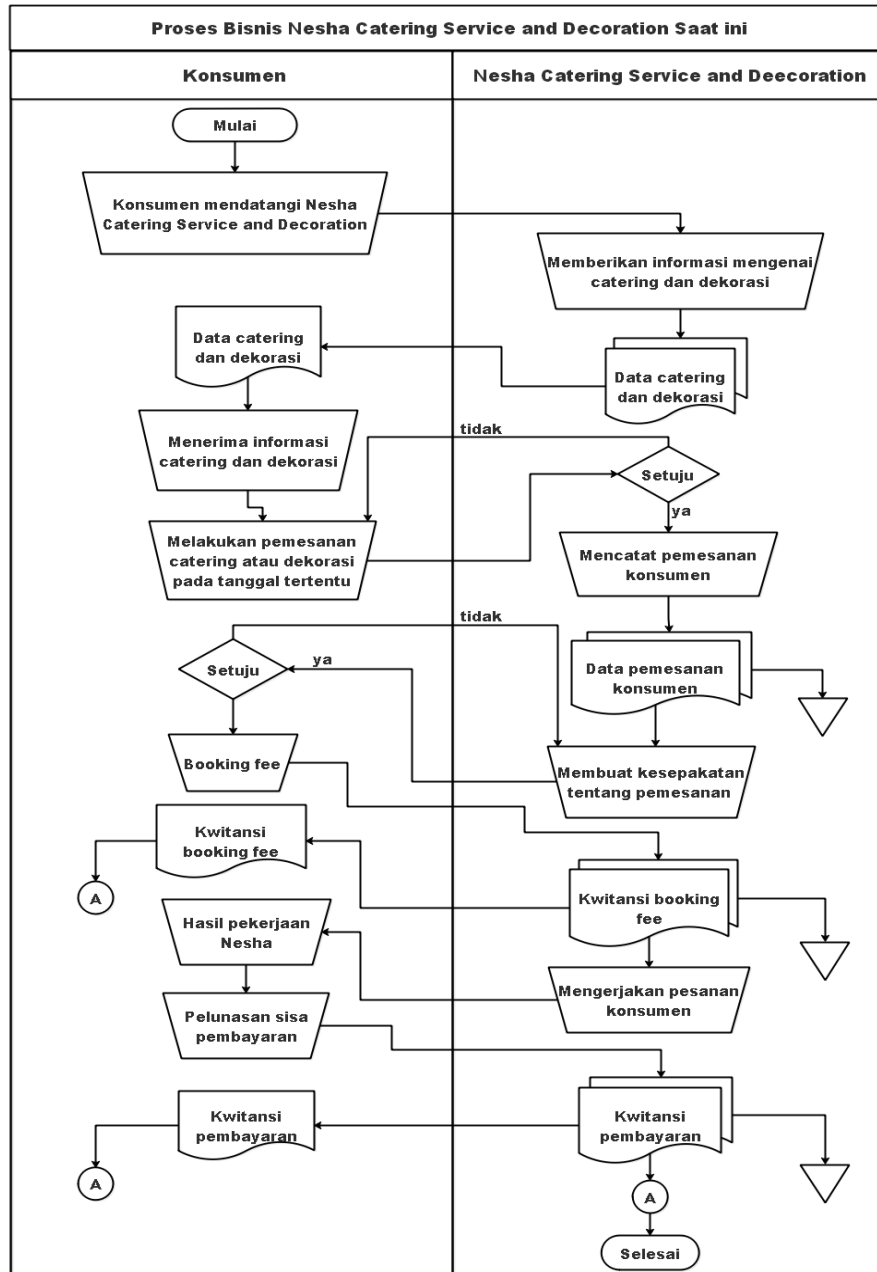 Proses Bisnis Nesha Catering Service and Decoration Saat ini
Konsumen
Nesha Catering Service and Deecoration
Mulai
Konsumen mendatangi Nesha
Catering Service and Decoration
Memberikan informasi mengenai
catering dan dekorasi
Data catering
dan dekorasi
Data catering
dan dekorasi
Menerima informasi
catering dan dekorasi
tidak
Setuju
ya
Melakukan pemesanan
catering atau dekorasi
pada tanggal tertentu
Mencatat pemesanan
konsumen
tidak
Setuju
ya
Data pemesanan
konsumen
Booking fee
Membuat kesepakatan
tentang pemesanan
Kwitansi
booking fee
A
Kwitansi booking
fee
Hasil pekerjaan
Nesha
Mengerjakan pesanan
konsumen
Pelunasan sisa
pembayaran
Kwitansi
pembayaran
A
Kwitansi
pembayaran
A
Selesai